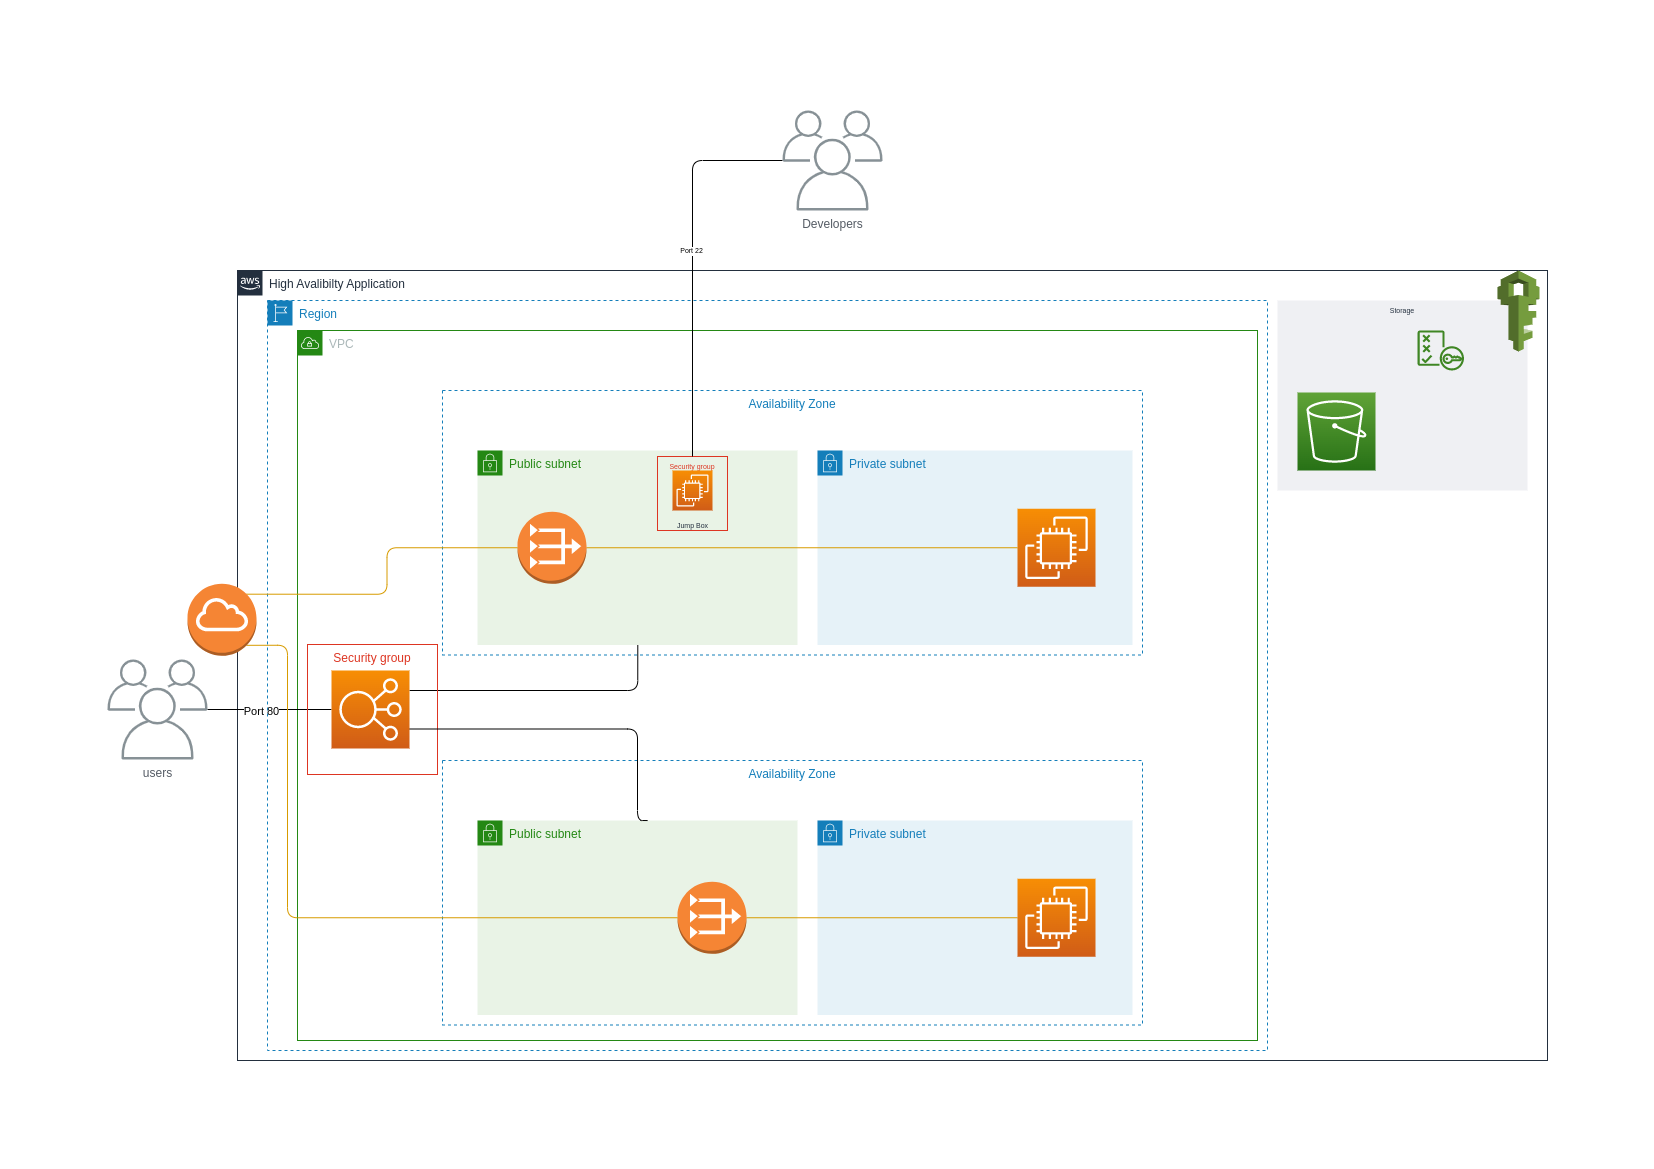 Developers
Port 22
aws
High Avalibilty Application
Region
Storage
VPC
Availability Zone
Public subnet
Security group
Private subnet
Jump Box
Security group
Port 80
users
Availability Zone
Public subnet
Private subnet